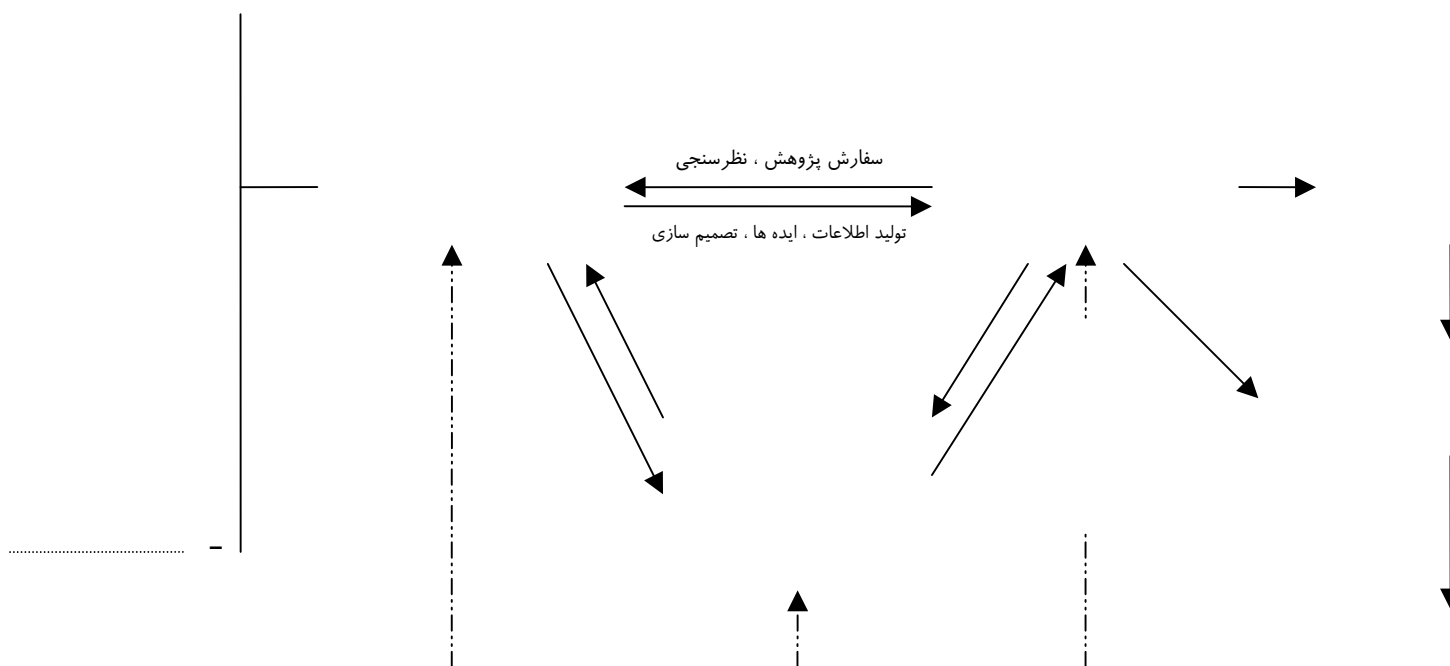 سفارش پژوهش ، نظرسنجی
تولید اطلاعات ، ایده ها ، تصمیم سازی